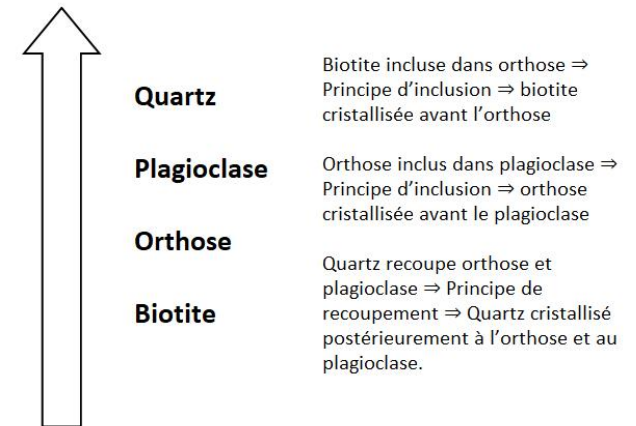 Quartz
Plagioclase
Orthose
Biotite
Biotite incluse dans orthose ⇒
Principe d’inclusion ⇒ biotite
cristallisée avant l’orthose
Orthose inclus dans plagioclase ⇒
Principe d’inclusion ⇒ orthose
cristallisée avant le plagioclase
Quartz recoupe orthose et
plagioclase ⇒ Principe de
recoupement ⇒ Quartz cristallisé
postérieurement à l’orthose et au
plagioclase.